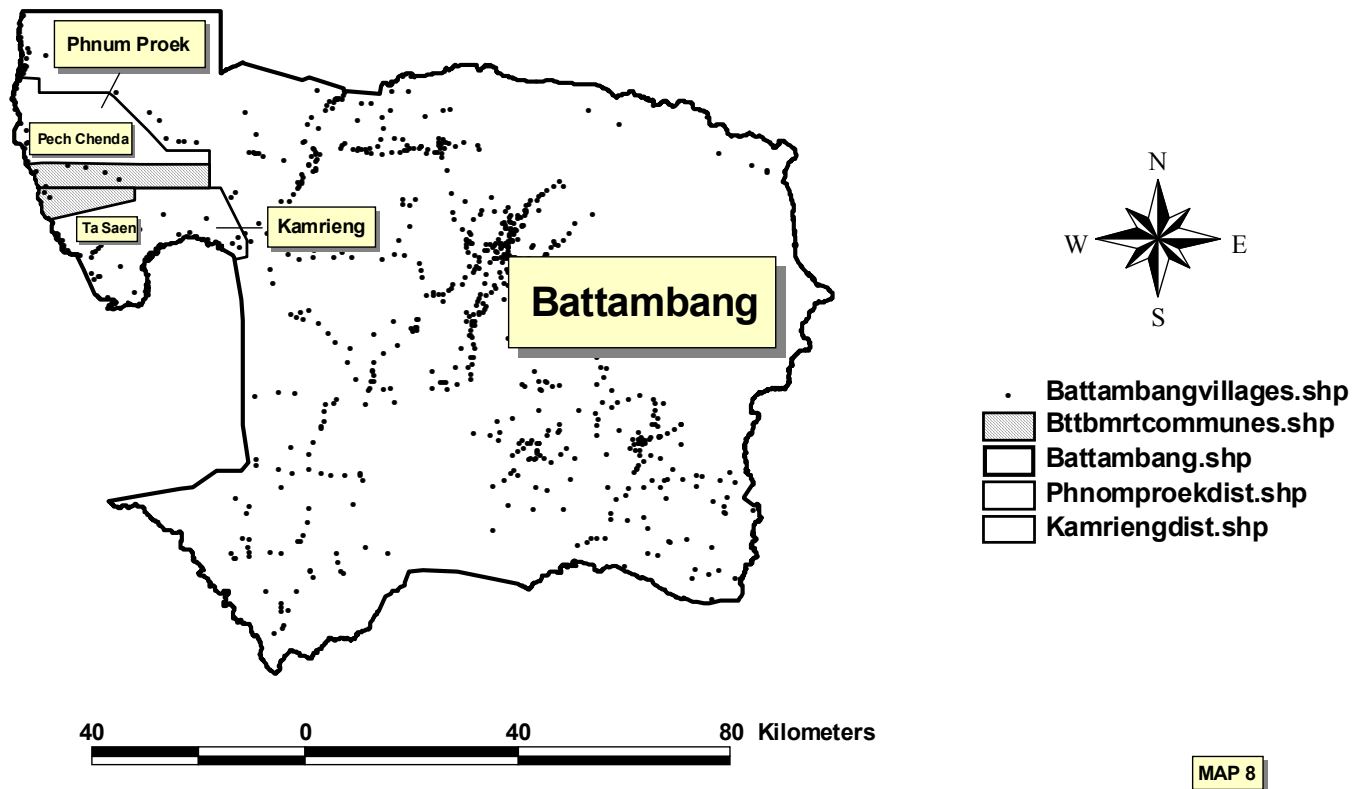 Phnum Proek
Pech Chenda
Ta Saen
Kamrieng
Battambang
N
W
E
S
Battambangvillages.shp
Bttbmrtcommunes.shp
Battambang.shp
Phnomproekdist.shp
Kamriengdist.shp
40 0 40 80 Kilometers
MAP 8